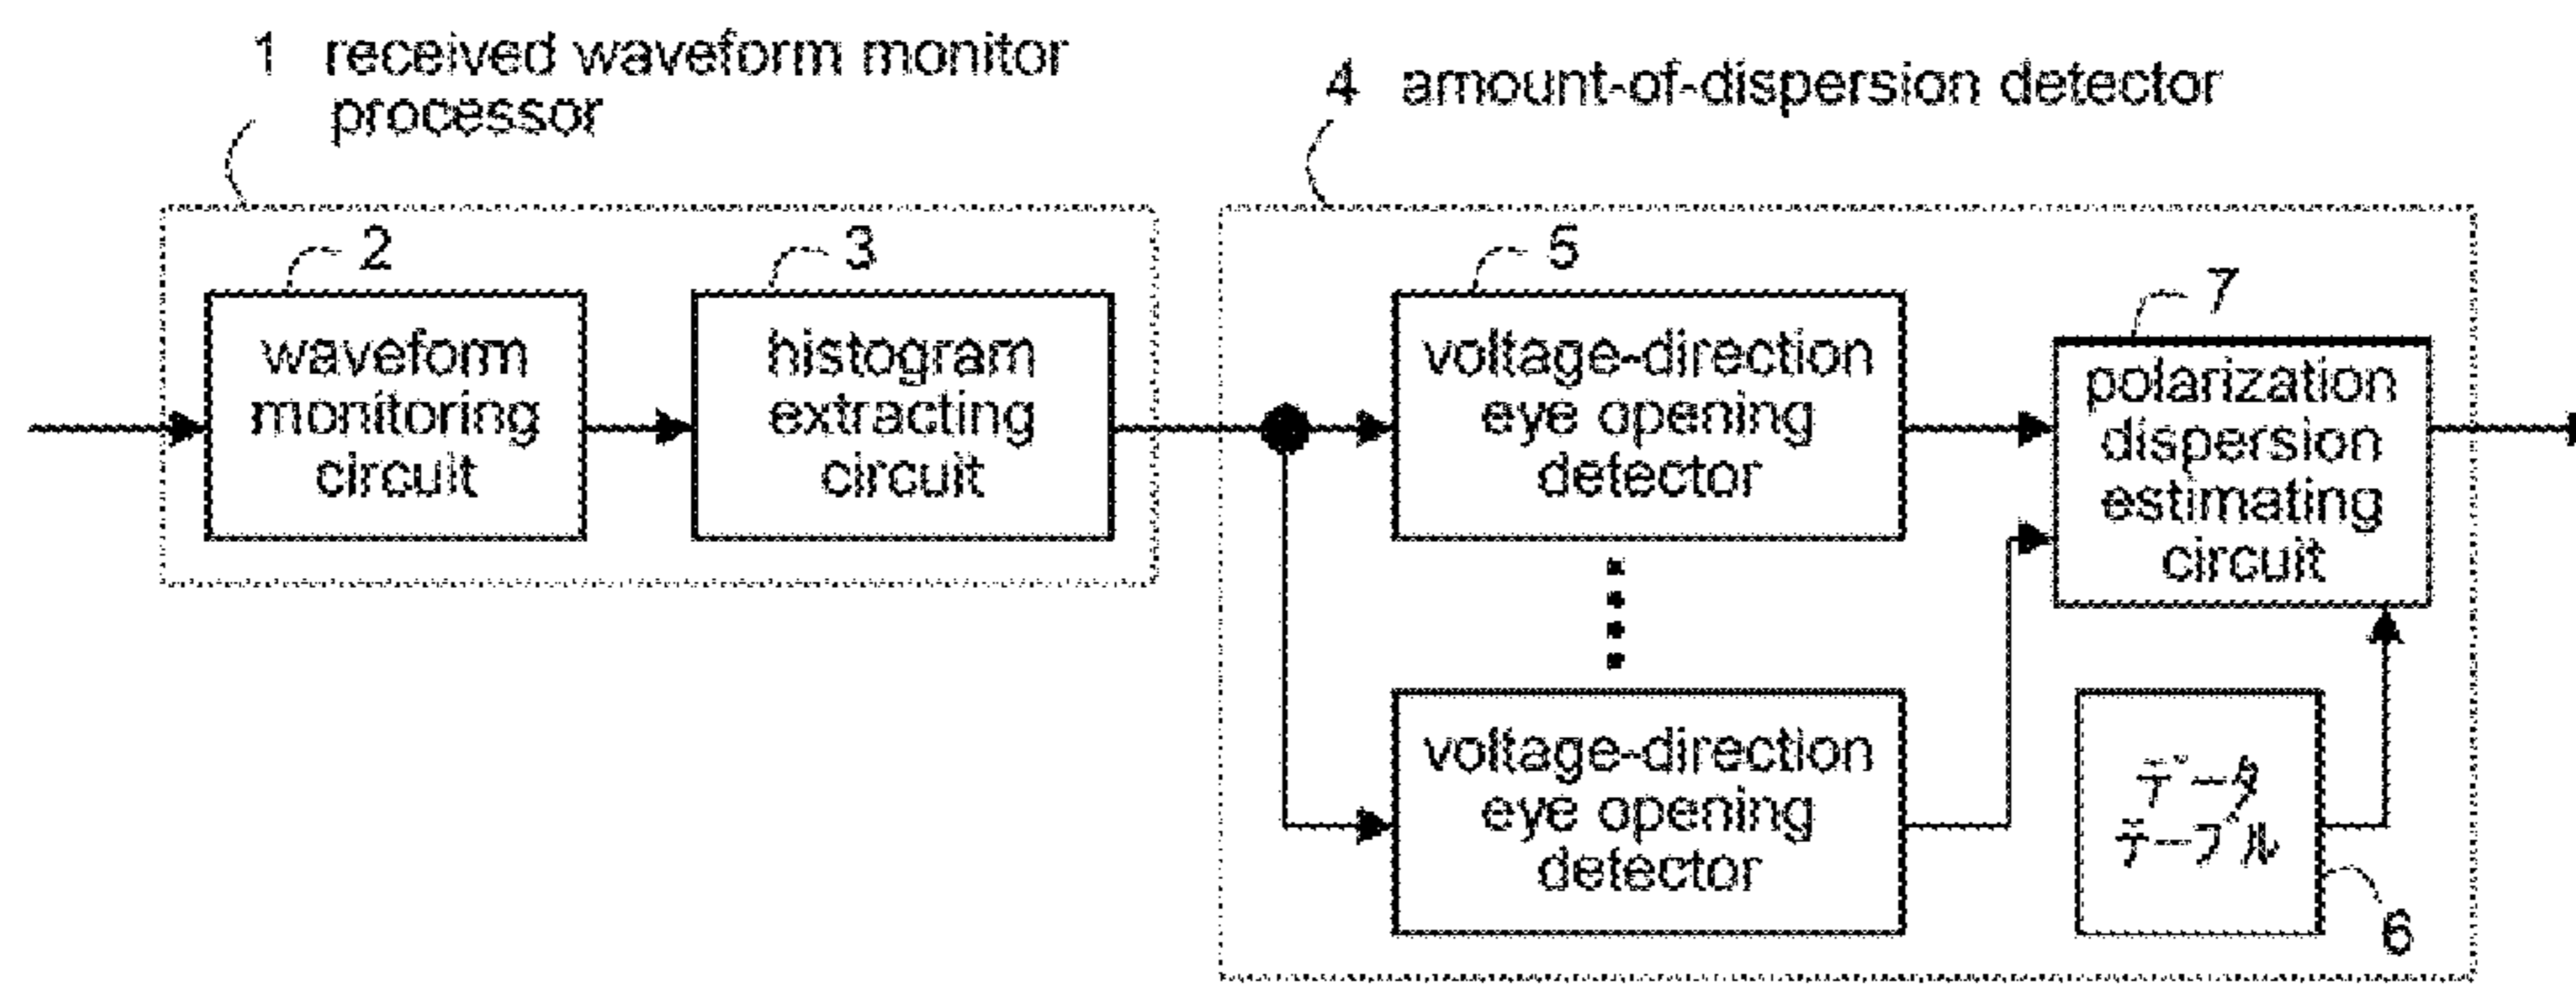 1 received waveform monitor
processor
4 amount-of-dispersion detector
2
waveform
monitoring
circuit
3
histogram
extracting
circuit
5
voltage-direction
eye opening
detector
7
polarization
dispersion
estimating
circuit
voltage-direction
eye opening
detector
データ
テーブル
6